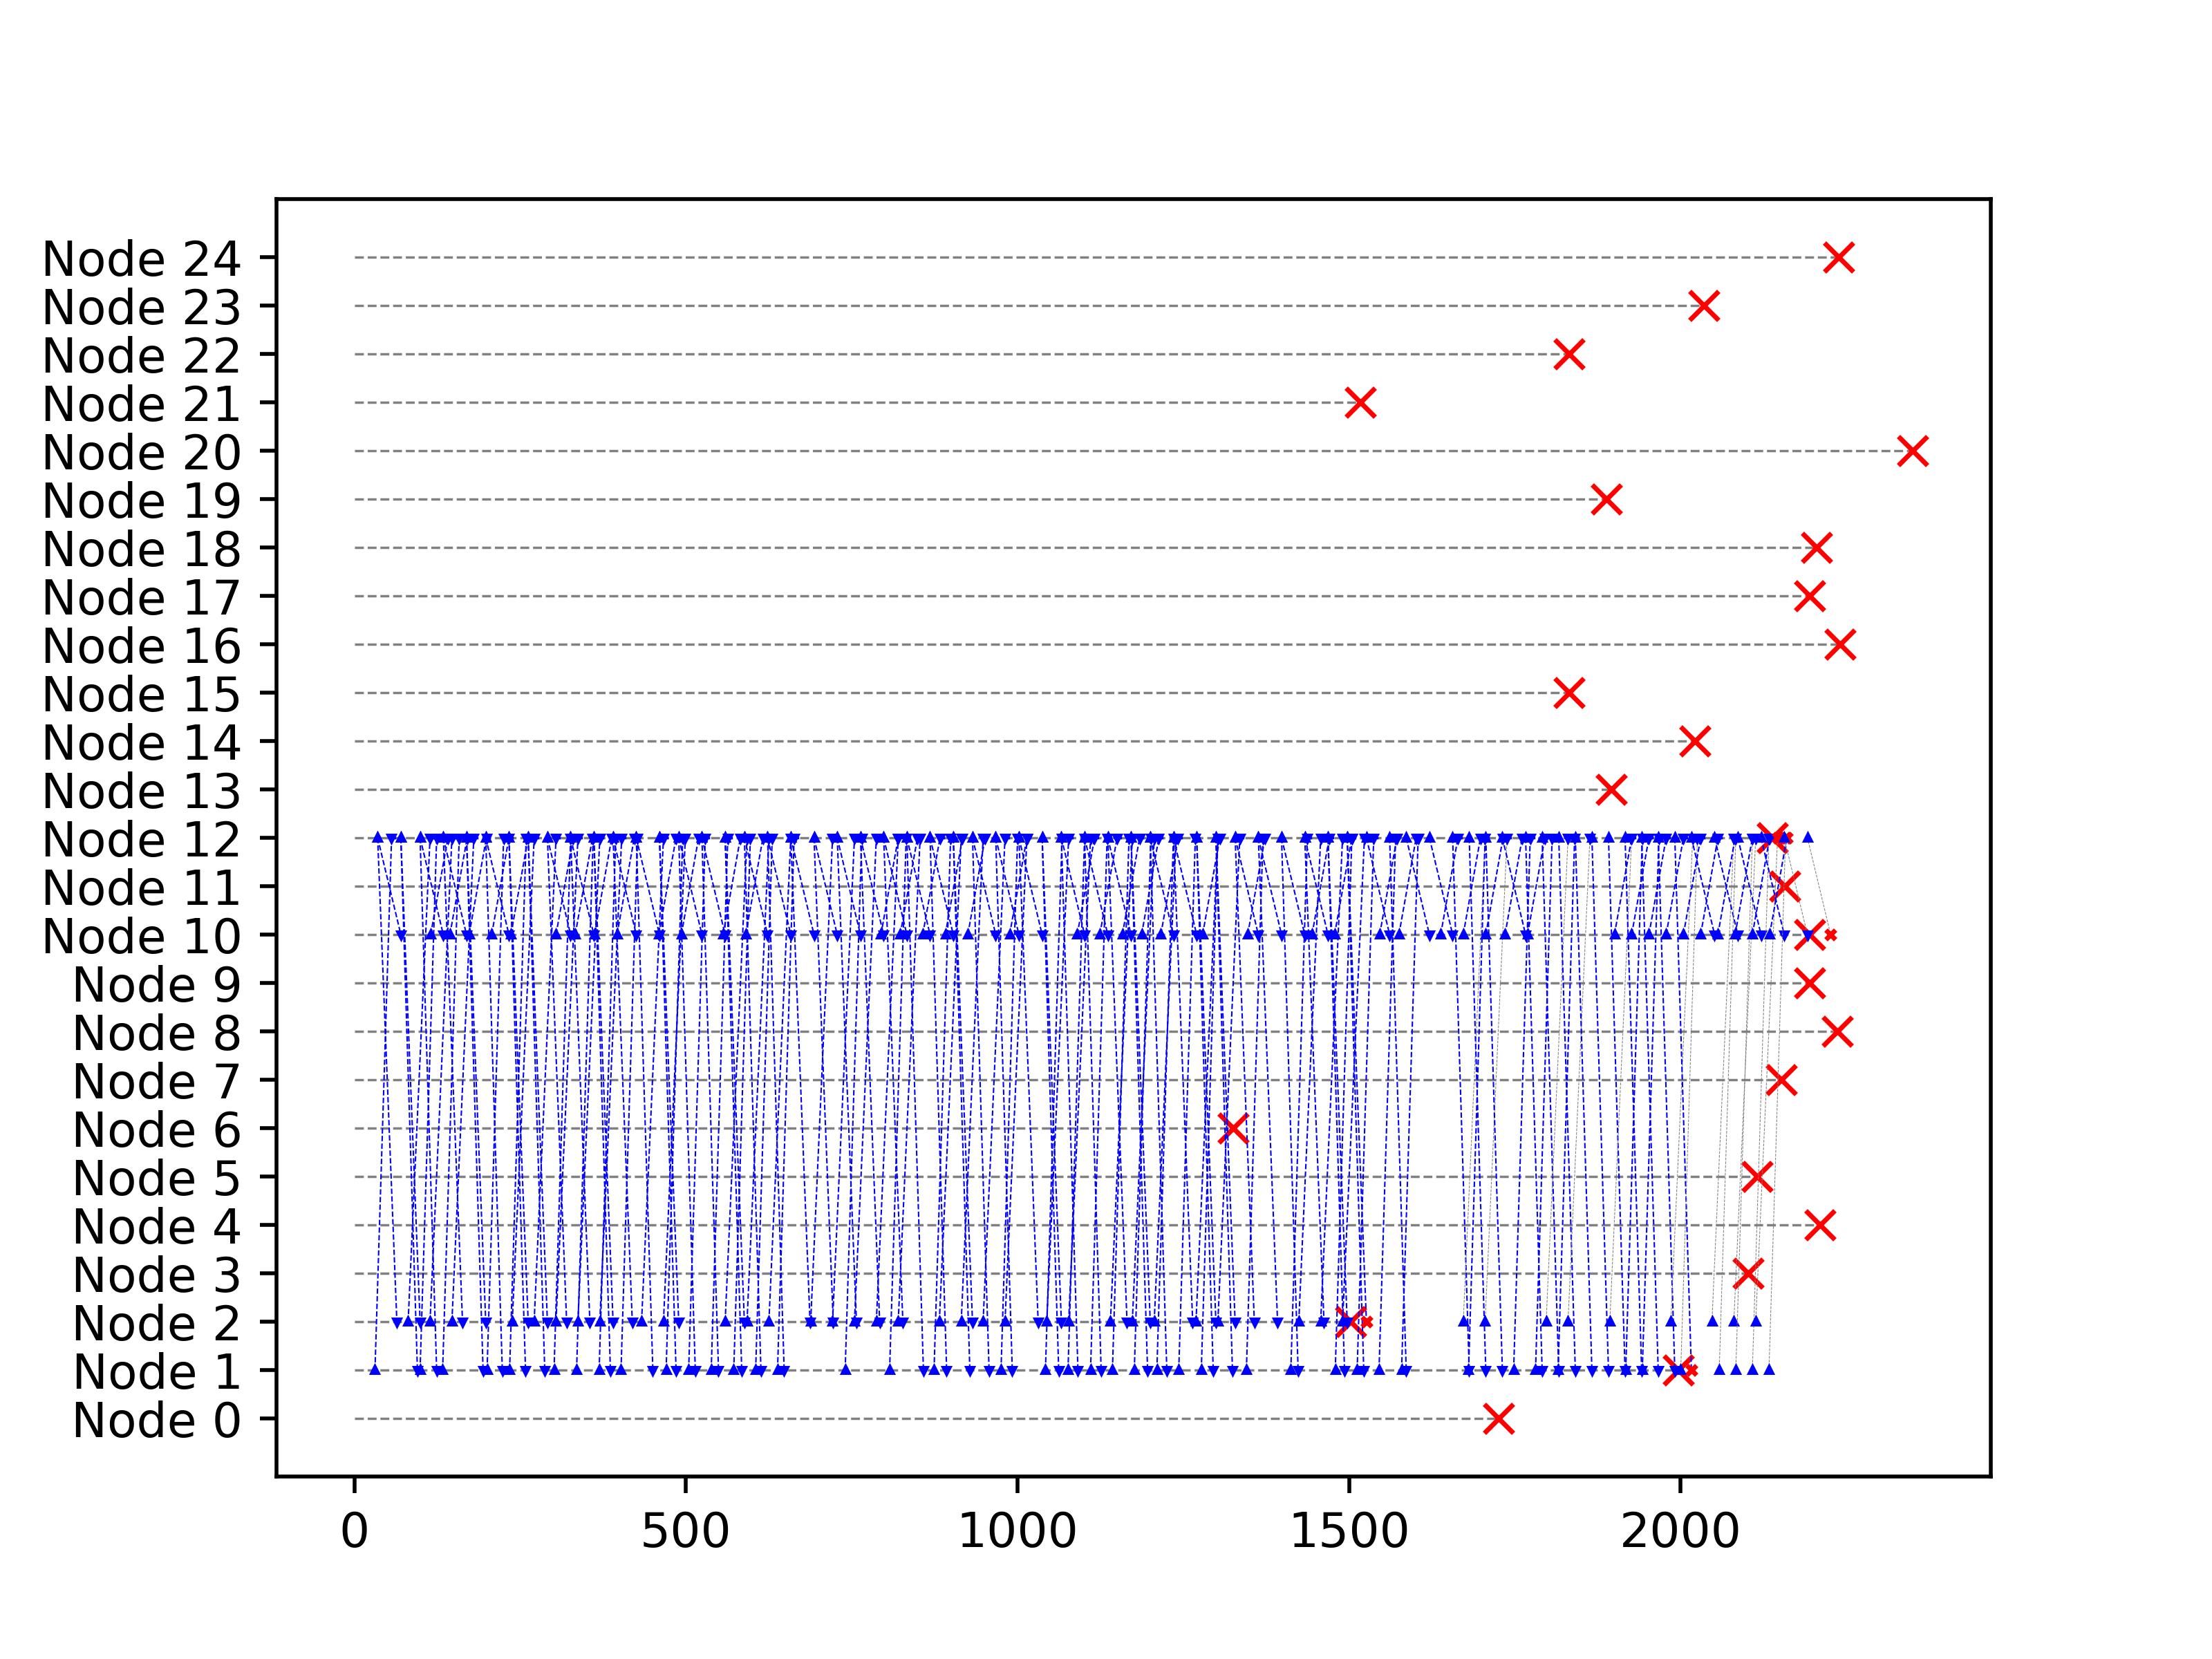 Node 24
Node 23
Node 22
Node 21
Node 20
Node 19
Node 18
Node 17
Node 16
Node 15
Node 14
Node 13
Node 12
Node 11
Node 10
Node 9
Node 8
Node 7
Node 6
Node 5
Node 4
Node 3
Node 2
Node 1
Node 0
0 500 1000 1500 2000